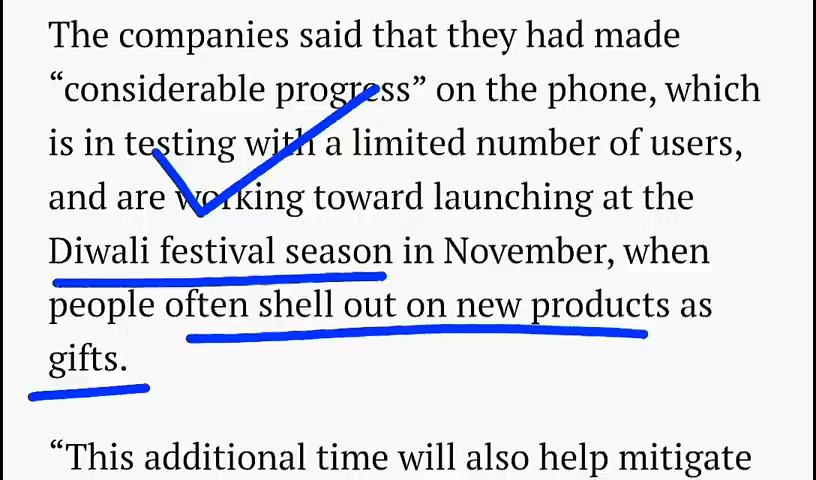 The companies said that they had made
“considerable progress” on the phone, which
is in testing with a limited number of users,
and are working toward launching at the
Diwali festival season in November, when
people often shell out on new products as
gifts.
“This additional time will also help mitigate